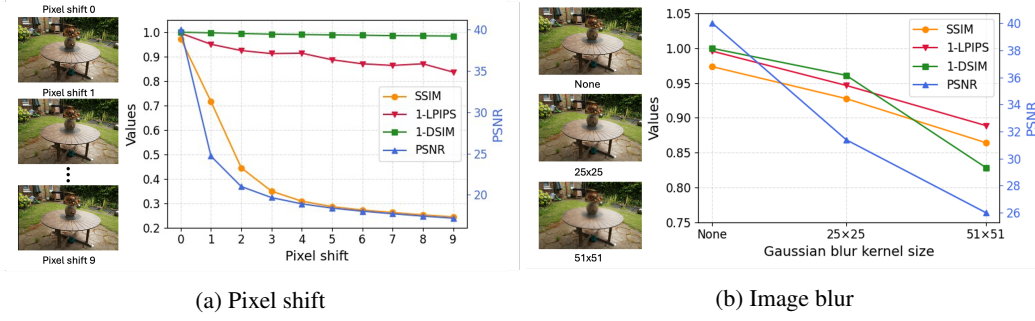 Pixel shift 0
Pixel shift 1
Pixel shift 9
Values
1.0
0.9
0.8
0.7
0.6
0.5
0.4
0.3
0.2
SSIM
1-LPIPS
1-DSIM
PSNR
40
35
30
25
20
PSNR
0 1 2 3 4 5 6 7 8 9
Pixel shift
(a) Pixel shift
None
25x25
51x51
Values
1.05
1.00
0.95
0.90
0.85
0.80
0.75
SSIM
1-LPIPS
1-DSIM
PSNR
40
38
36
34
32
30
28
26
PSNR
None 25×25 51×51
Gaussian blur kernel size
(b) Image blur